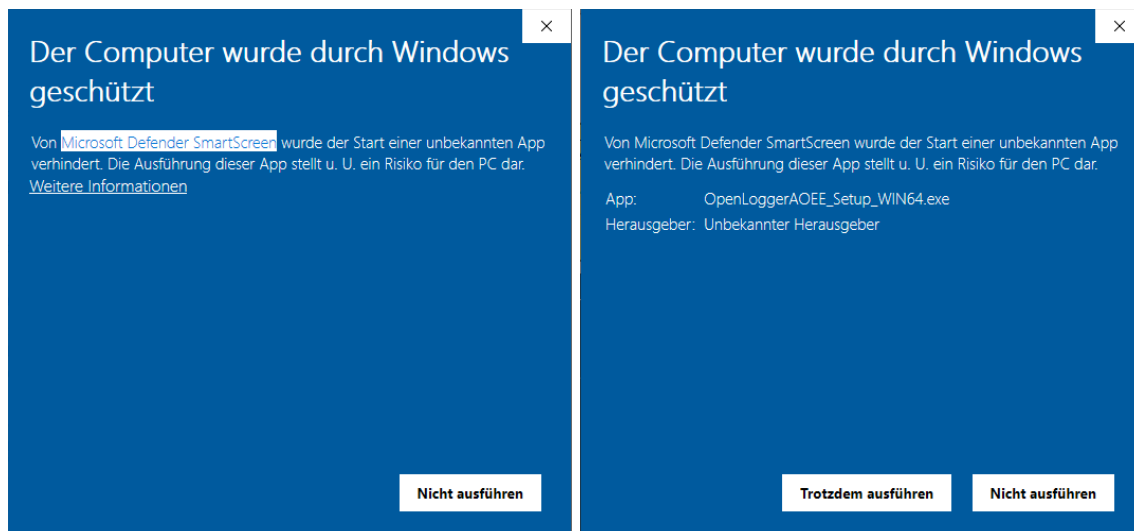 Der Computer wurde durch Windows
geschützt
Von Microsoft Defender SmartScreen wurde der Start einer unbekannten App
verhindert. Die Ausführung dieser App stellt u. U. ein Risiko für den PC dar.
Weitere Informationen
Nicht ausführen
Der Computer wurde durch Windows
geschützt
Von Microsoft Defender SmartScreen wurde der Start einer unbekannten App
verhindert. Die Ausführung dieser App stellt u. U. ein Risiko für den PC dar.
App: OpenLoggerAOEE_Setup_WIN64.exe
Herausgeber: Unbekannter Herausgeber
Trotzdem ausführen Nicht ausführen